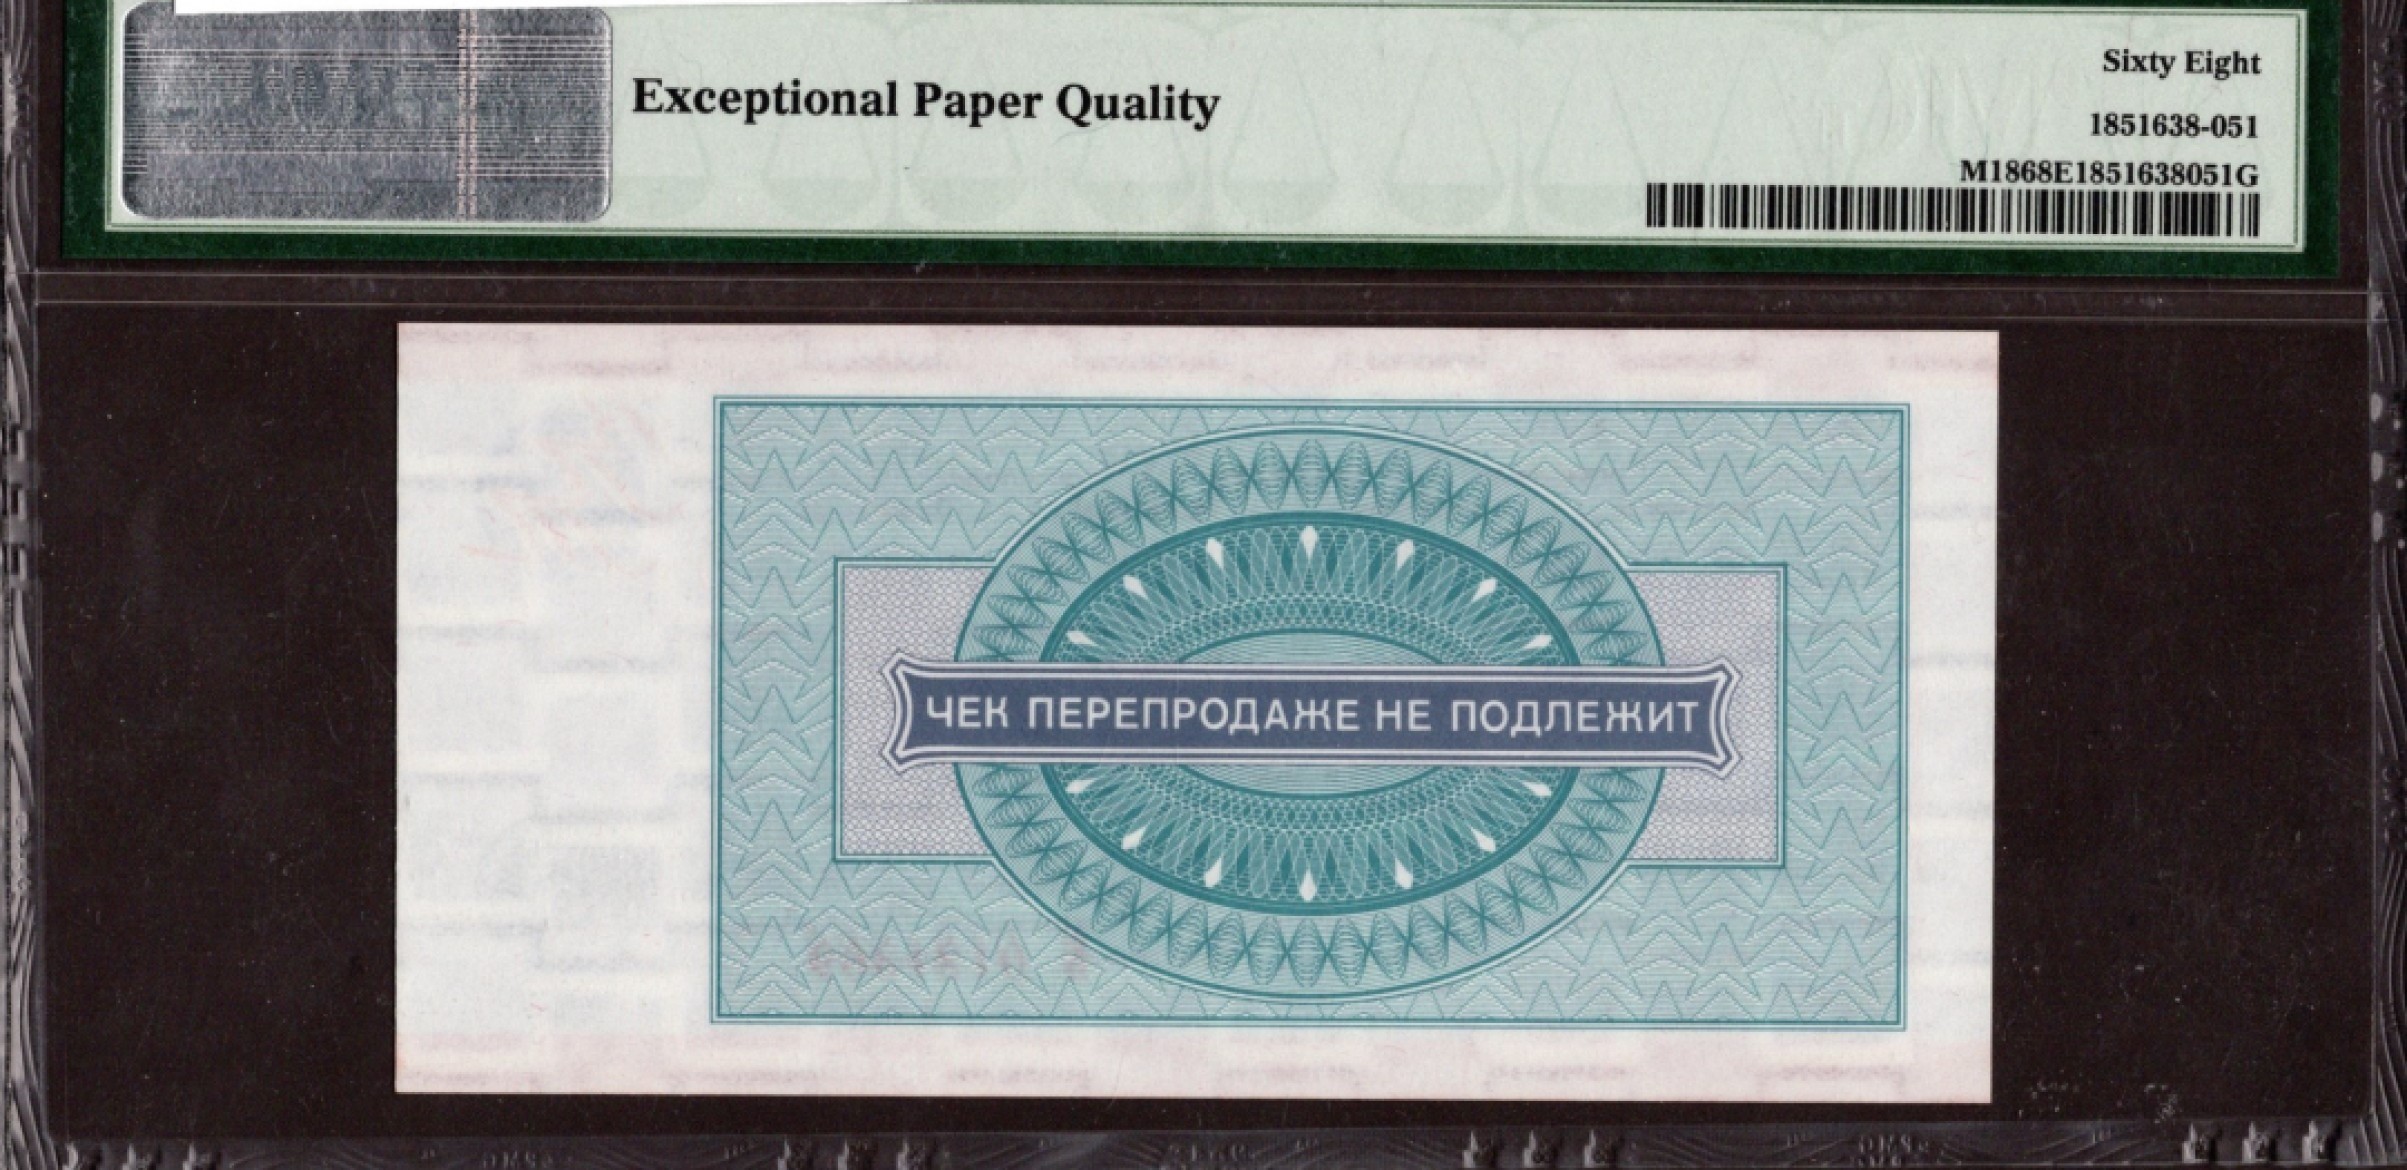 Exceptional Paper Quality
Sixty Eight
1851638-051
M1868E1851638051G
ЧЕК ПЕРЕПРОДАЖЕ НЕ ПОДЛЕЖИТ